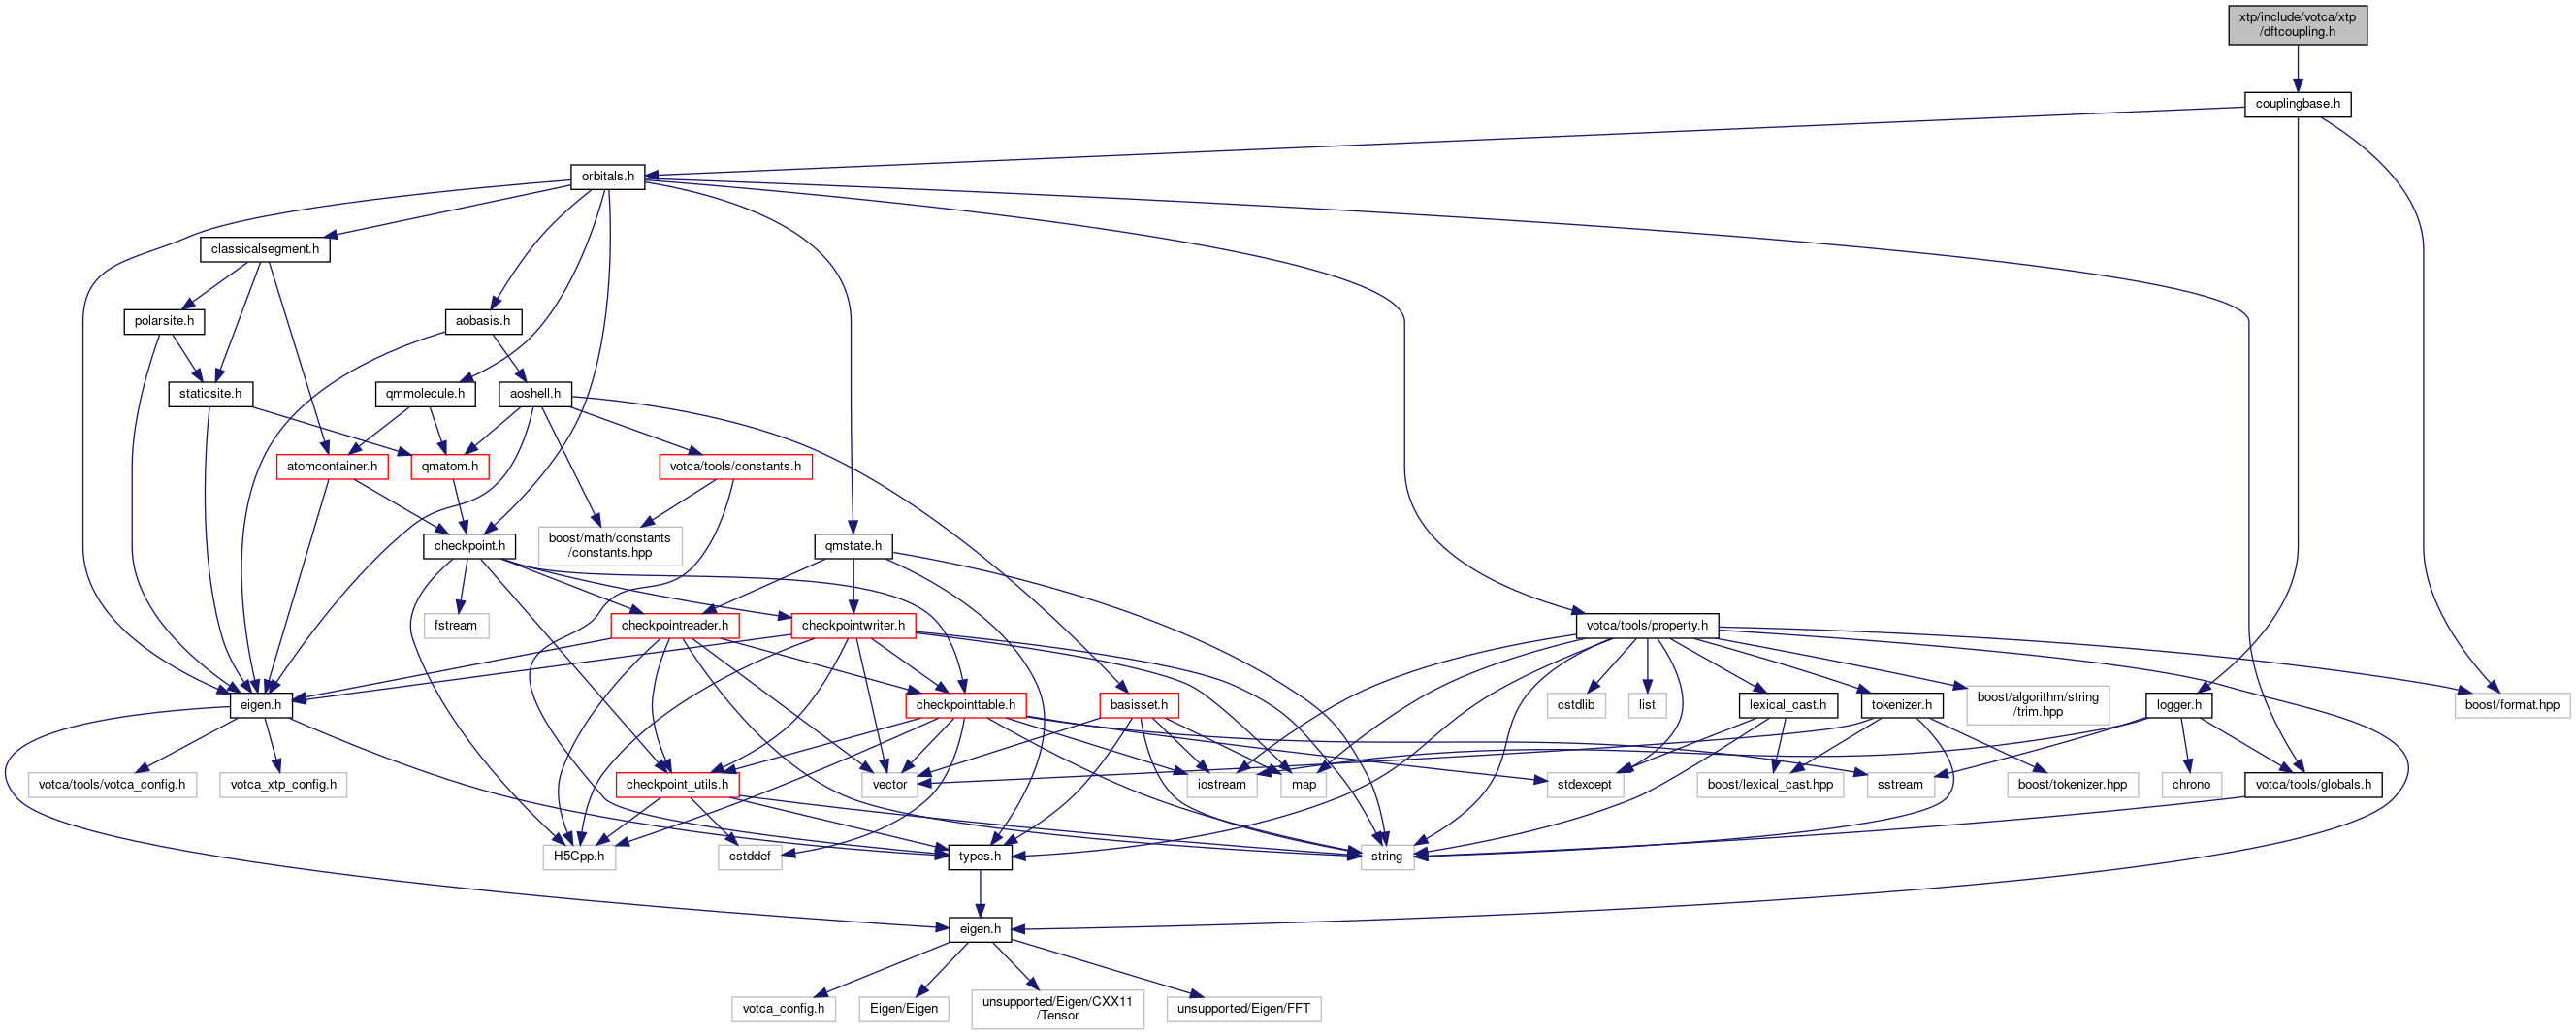 xtp/include/votca/xtp
/dftcoupling.h
couplingbase.h
orbitals.h
classicalsegment.h
polarsite.h
aobasis.h
staticsite.h
qmmolecule.h
aoshell.h
atomcontainer.h
qmatom.h
votca/tools/constants.h
checkpoint.h
boost/math/constants
/constants.hpp
qmstate.h
fstream
checkpointreader.h
checkpointwriter.h
votca/tools/property.h
eigen.h
checkpointtable.h
basisset.h
cstdlib
list
lexical_cast.h
tokenizer.h
boost/algorithm/string
/trim.hpp
logger.h
boost/format.hpp
votca/tools/votca_config.h
votca_xtp_config.h
checkpoint_utils.h
vector
iostream
map
stdexcept
boost/lexical_cast.hpp
sstream
boost/tokenizer.hpp
chrono
votca/tools/globals.h
H5Cpp.h
cstddef
types.h
string
eigen.h
votca_config.h
Eigen/Eigen
unsupported/Eigen/CXX11
/Tensor
unsupported/Eigen/FFT